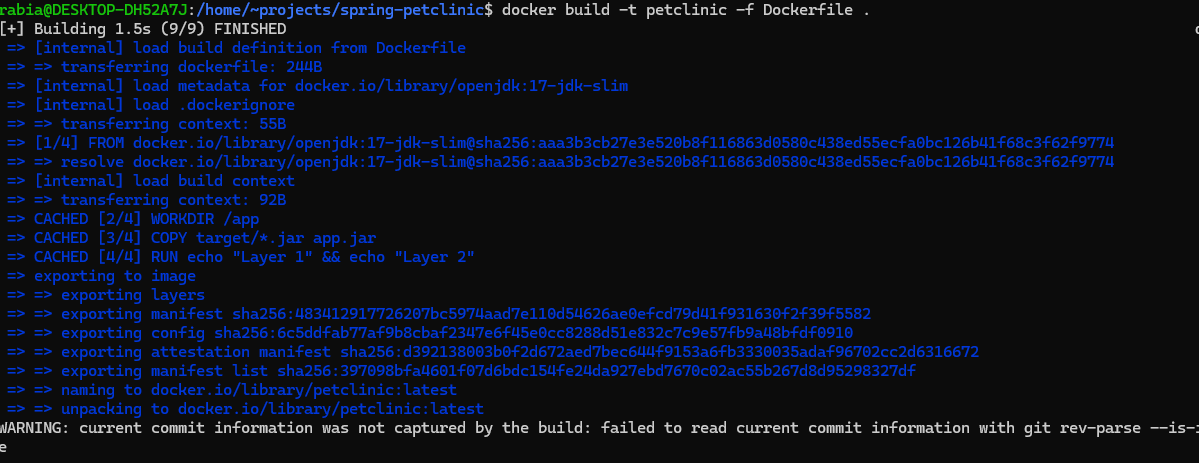 rabia@DESKTOP-DH52A7J:/home/~projects/spring-petclinic$ docker build -t petclinic -f Dockerfile .
[+] Building 1.5s (9/9) FINISHED
=> [internal] load build definition from Dockerfile
=> => transferring dockerfile: 244B
=> [internal] load metadata for docker.io/library/openjdk:17-jdk-slim
=> [internal] load .dockerignore
=> => transferring context: 55B
=> [1/4] FROM docker.io/library/openjdk:17-jdk-slim@sha256:aaa3b3cb27e3e520b8f116863d0580c438ed55ecfa0bc126b41f68c3f62f9774
=> => resolve docker.io/library/openjdk:17-jdk-slim@sha256:aaa3b3cb27e3e520b8f116863d0580c438ed55ecfa0bc126b41f68c3f62f9774
=> [internal] load build context
=> => transferring context: 92B
=> CACHED [2/4] WORKDIR /app
=> CACHED [3/4] COPY target/*.jar app.jar
=> CACHED [4/4] RUN echo "Layer 1" && echo "Layer 2"
=> exporting to image
=> => exporting layers
=> => exporting manifest sha256:483412917726207bc5974aad7e110d54626ae0efcd79d41f931630f2f39f5582
=> => exporting config sha256:6c5ddfab77af9b8cbaf2347e6f45e0cc8288d51e832c7c9e57fb9a48bfdf0910
=> => exporting attestation manifest sha256:d392138003b0f2d672aed7bec644f9153a6fb3330035adaf96702cc2d6316672
=> => exporting manifest list sha256:397098bfa4601f07d6bdc154fe24da927ebd7670c02ac55b267d8d95298327df
=> => naming to docker.io/library/petclinic:latest
=> => unpacking to docker.io/library/petclinic:latest
WARNING: current commit information was not captured by the build: failed to read current commit information with git rev-parse --is-i
e